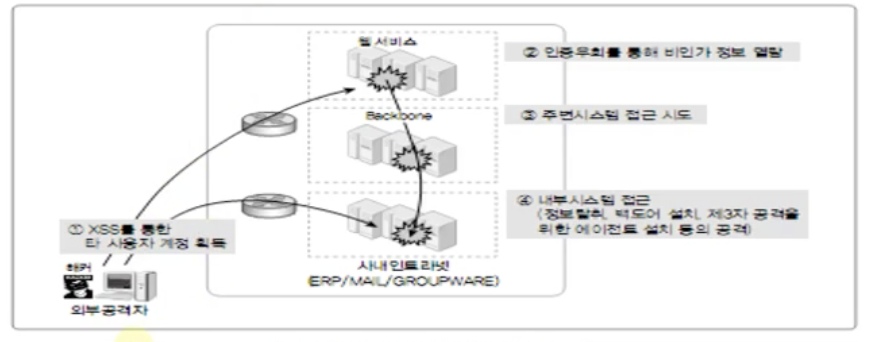 웹 서비스
② 인증우회를 통해 비인가 정보 열람
Backbone
③ 주변시스템 접근 시도
④ 내부시스템 접근
(정보탈취, 백도어 설치, 제3자 공격을
위한 에이전트 설치 등의 공격)
① XSS를 통한
타 사용자 계정 획득
해커
HACKER
외부공격자
사내인트라넷
(ERP/MAIL/GROUPWARE)